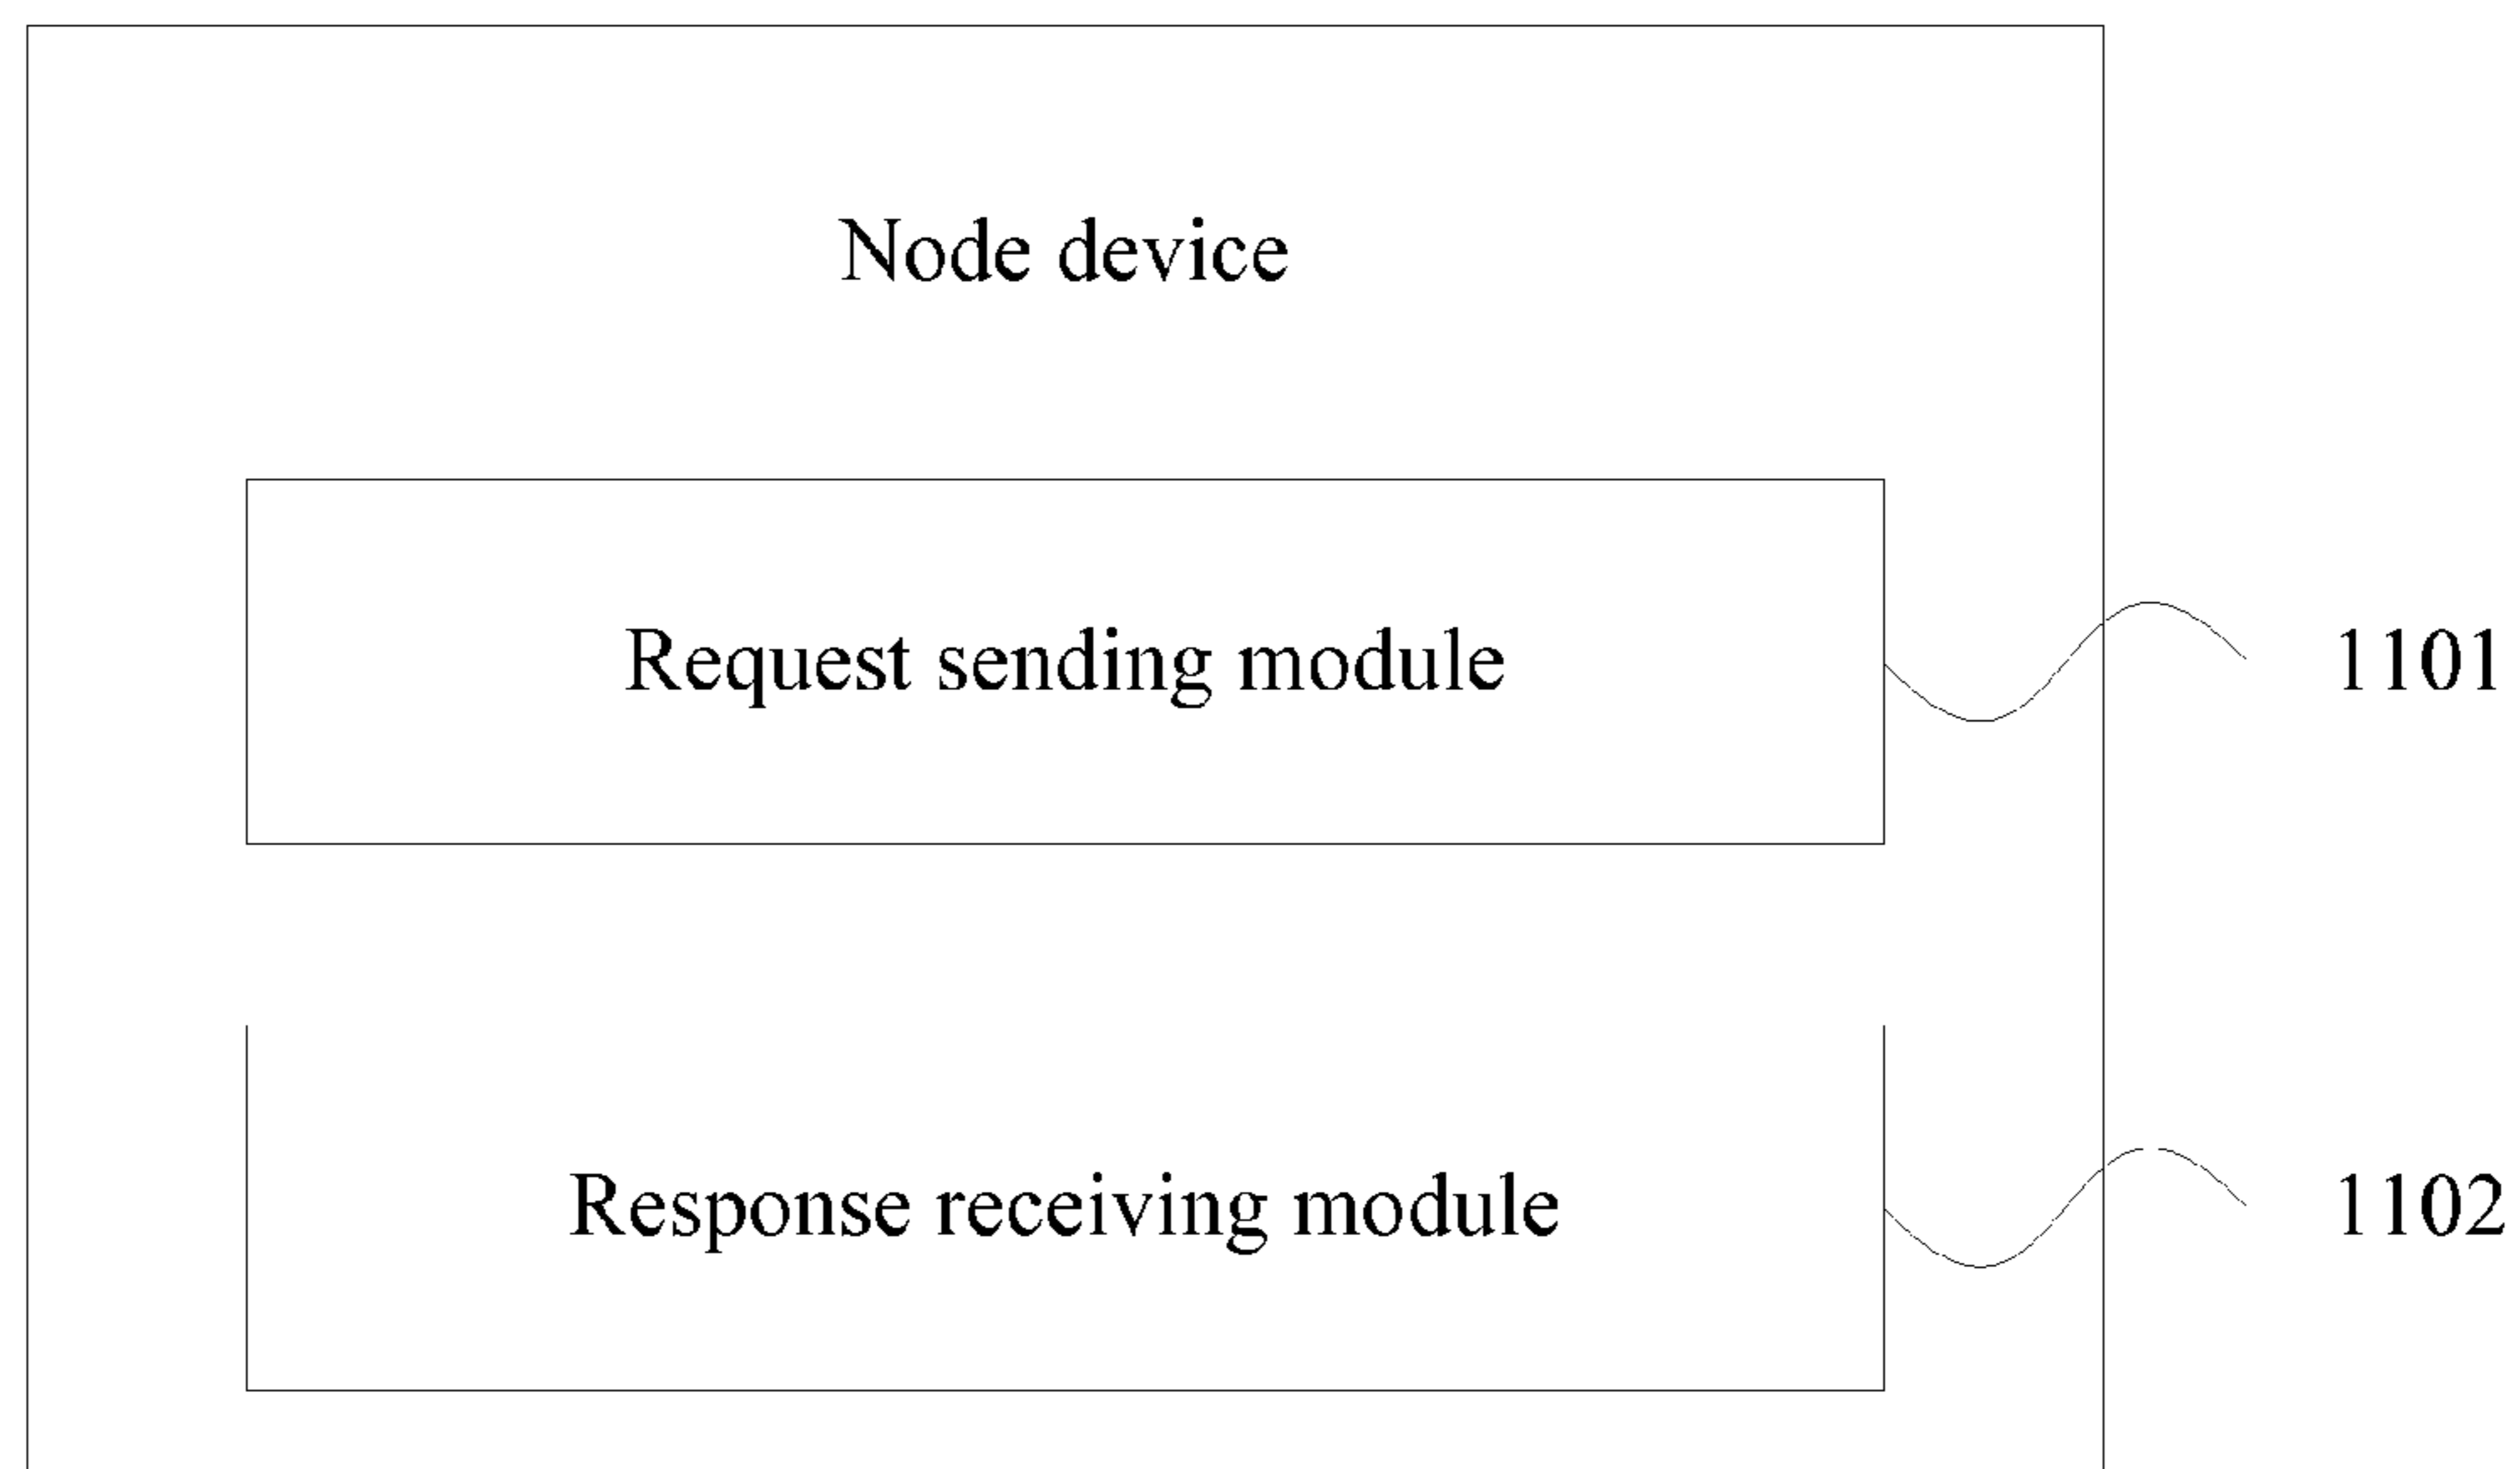 Node device
Request sending module
1101
Response receiving module
1102